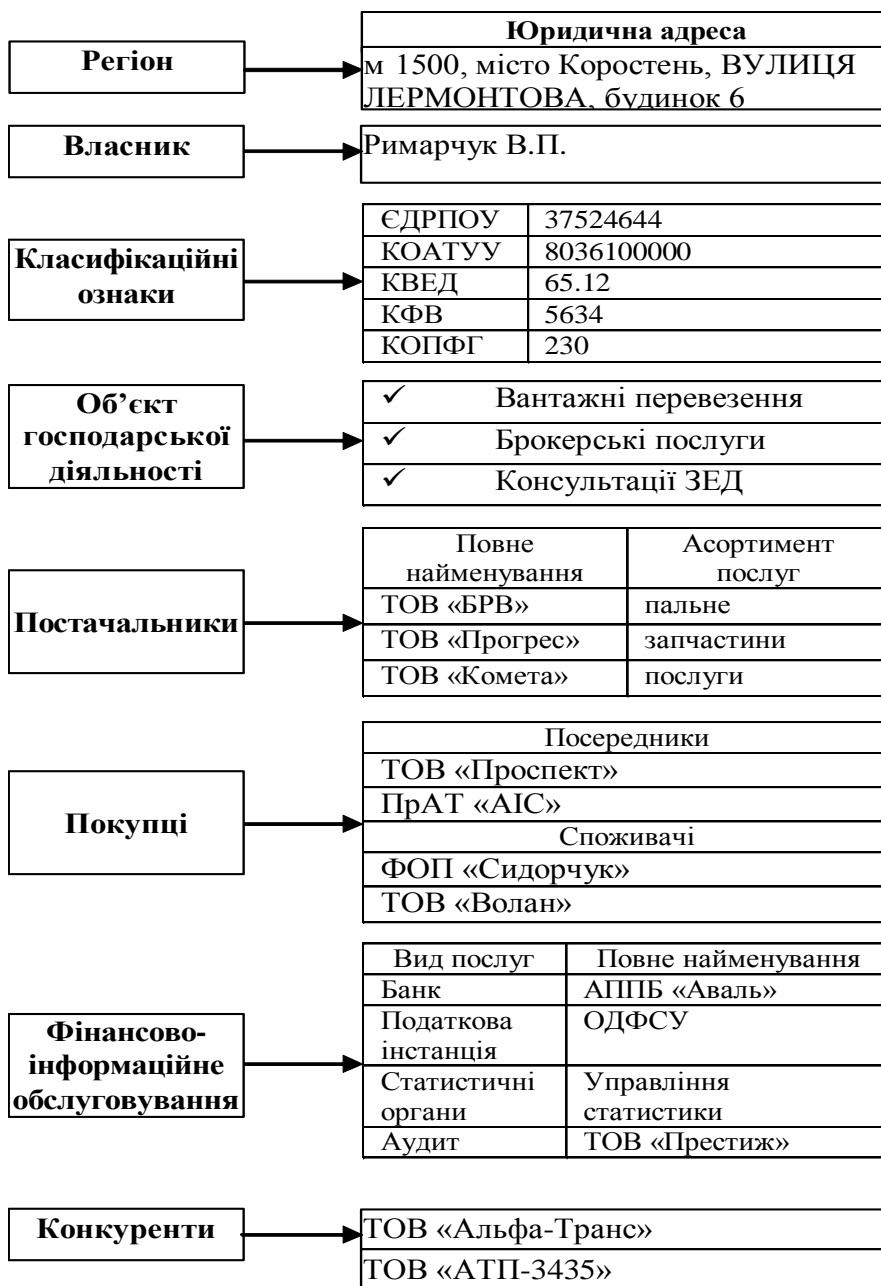 Юридична адреса
Регіон
м 1500, місто Коростень, ВУЛИЦЯ
ЛЕРМОНТОВА, будинок 6
Власник
Римарчук В.П.
Класифікаційні
ознаки
ЄДРПОУ 37524644
КОАТУУ 8036100000
КВЕД 65.12
КФВ 5634
КОПФГ 230
Об’єкт
господарської
діяльності
✓ Вантажні перевезення
✓ Брокерські послуги
✓ Консультації ЗЕД
Постачальники
Повне
найменування
Асортимент
послуг
ТОВ «БРВ» пальне
ТОВ «Прогрес» запчастини
ТОВ «Комета» послуги
Покупці
Посередники
ТОВ «Проспект»
ПрАТ «АІС»
Споживачі
ФОП «Сидорчук»
ТОВ «Волан»
Фінансово-
інформаційне
обслуговування
Вид послуг Повне найменування
Банк АППБ «Аваль»
Податкова
інстанція
ОДФСУ
Статистичні
органи
Управління
статистики
Аудит ТОВ «Престиж»
Конкуренти
ТОВ «Альфа-Транс»
ТОВ «АТП-3435»